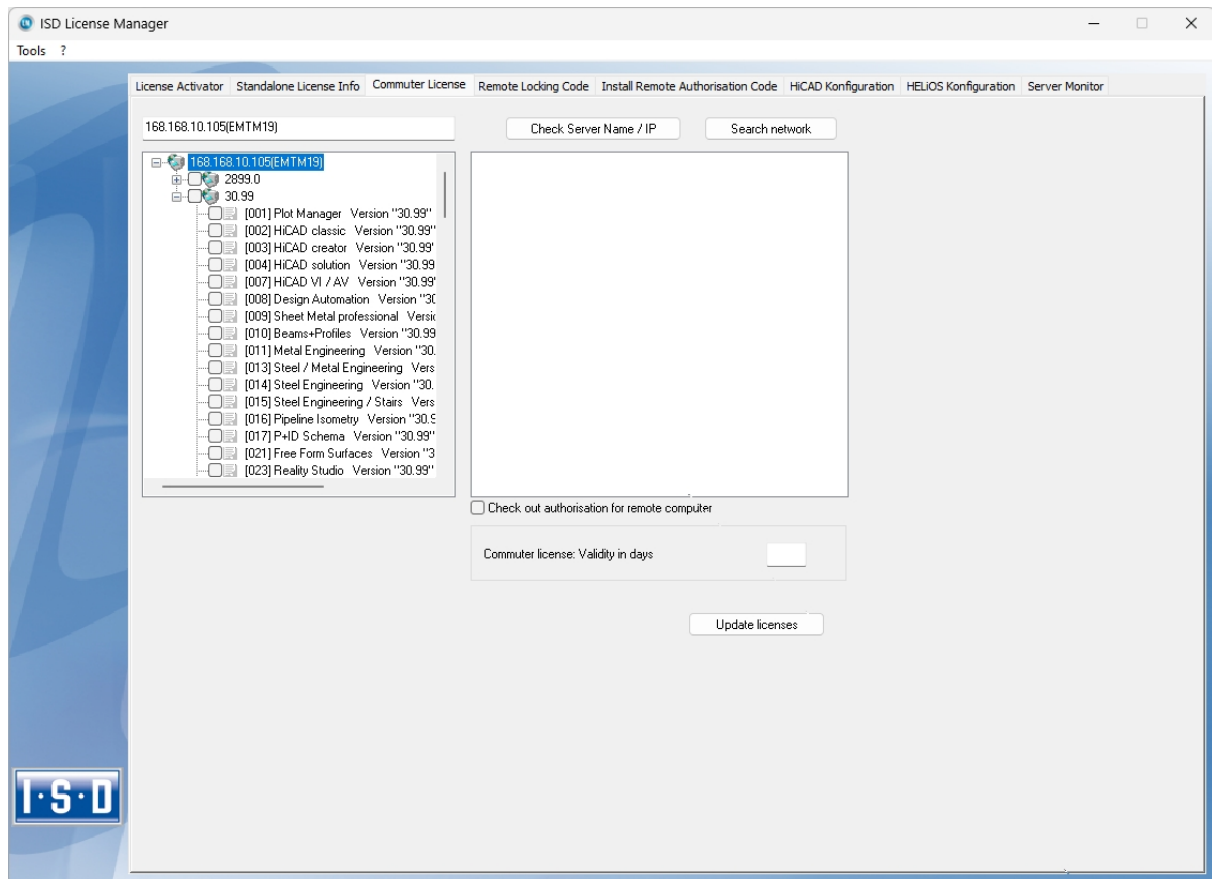 ISD License Manager
Tools ?
License Activator Standalone License Info Commuter License Remote Locking Code Install Remote Authorisation Code HiCAD Konfiguration HELiOS Konfiguration Server Monitor
168.168.10.105(EMTM19) Check Server Name / IP Search network
168.168.10.105(EMTM19)
2899.0
30.99
[001] Plot Manager Version "30.99"
[002] HiCAD classic Version "30.99"
[003] HiCAD creator Version "30.99'
[004] HiCAD solution Version "30.99
[007] HiCAD VI / AV Version "30.99'
[008] Design Automation Version "30
[009] Sheet Metal professional Versio
[010] Beams+Profiles Version "30.99
[011] Metal Engineering Version "30.
[013] Steel / Metal Engineering Vers
[014] Steel Engineering Version "30.
[015] Steel Engineering / Stairs Vers
[016] Pipeline Isometry Version "30.9
[017] P+ID Schema Version "30.99"
[021] Free Form Surfaces Version "3
[023] Reality Studio Version "30.99"
Check out authorisation for remote computer
Commuter license: Validity in days
Update licenses
I·S·D